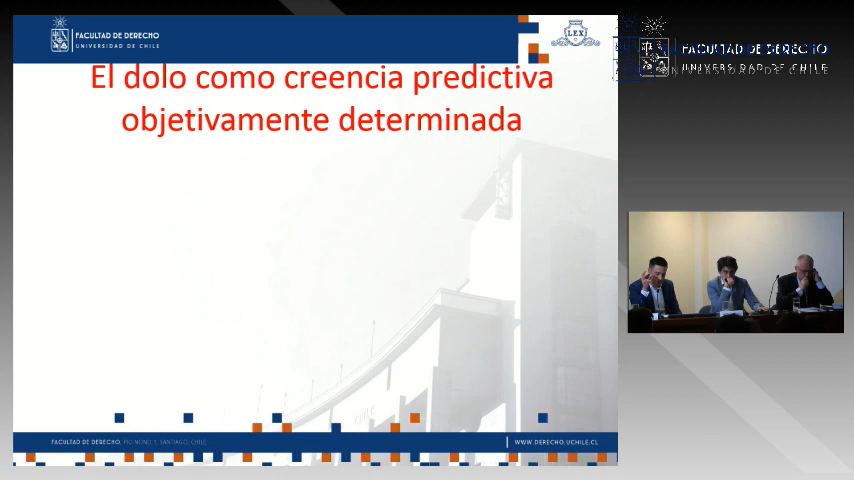 FACULTAD DE DERECHO
UNIVERSIDAD DE CHILE
LEX
El dolo como creencia predictiva
objetivamente determinada
CHILE
FACULTAD DE DERECHO, PÍO NONO 1, SANTIAGO, CHILE
WWW.DERECHO.UCHILE.CL
FACULTAD DE DERECHO
UNIVERSIDAD DE CHILE